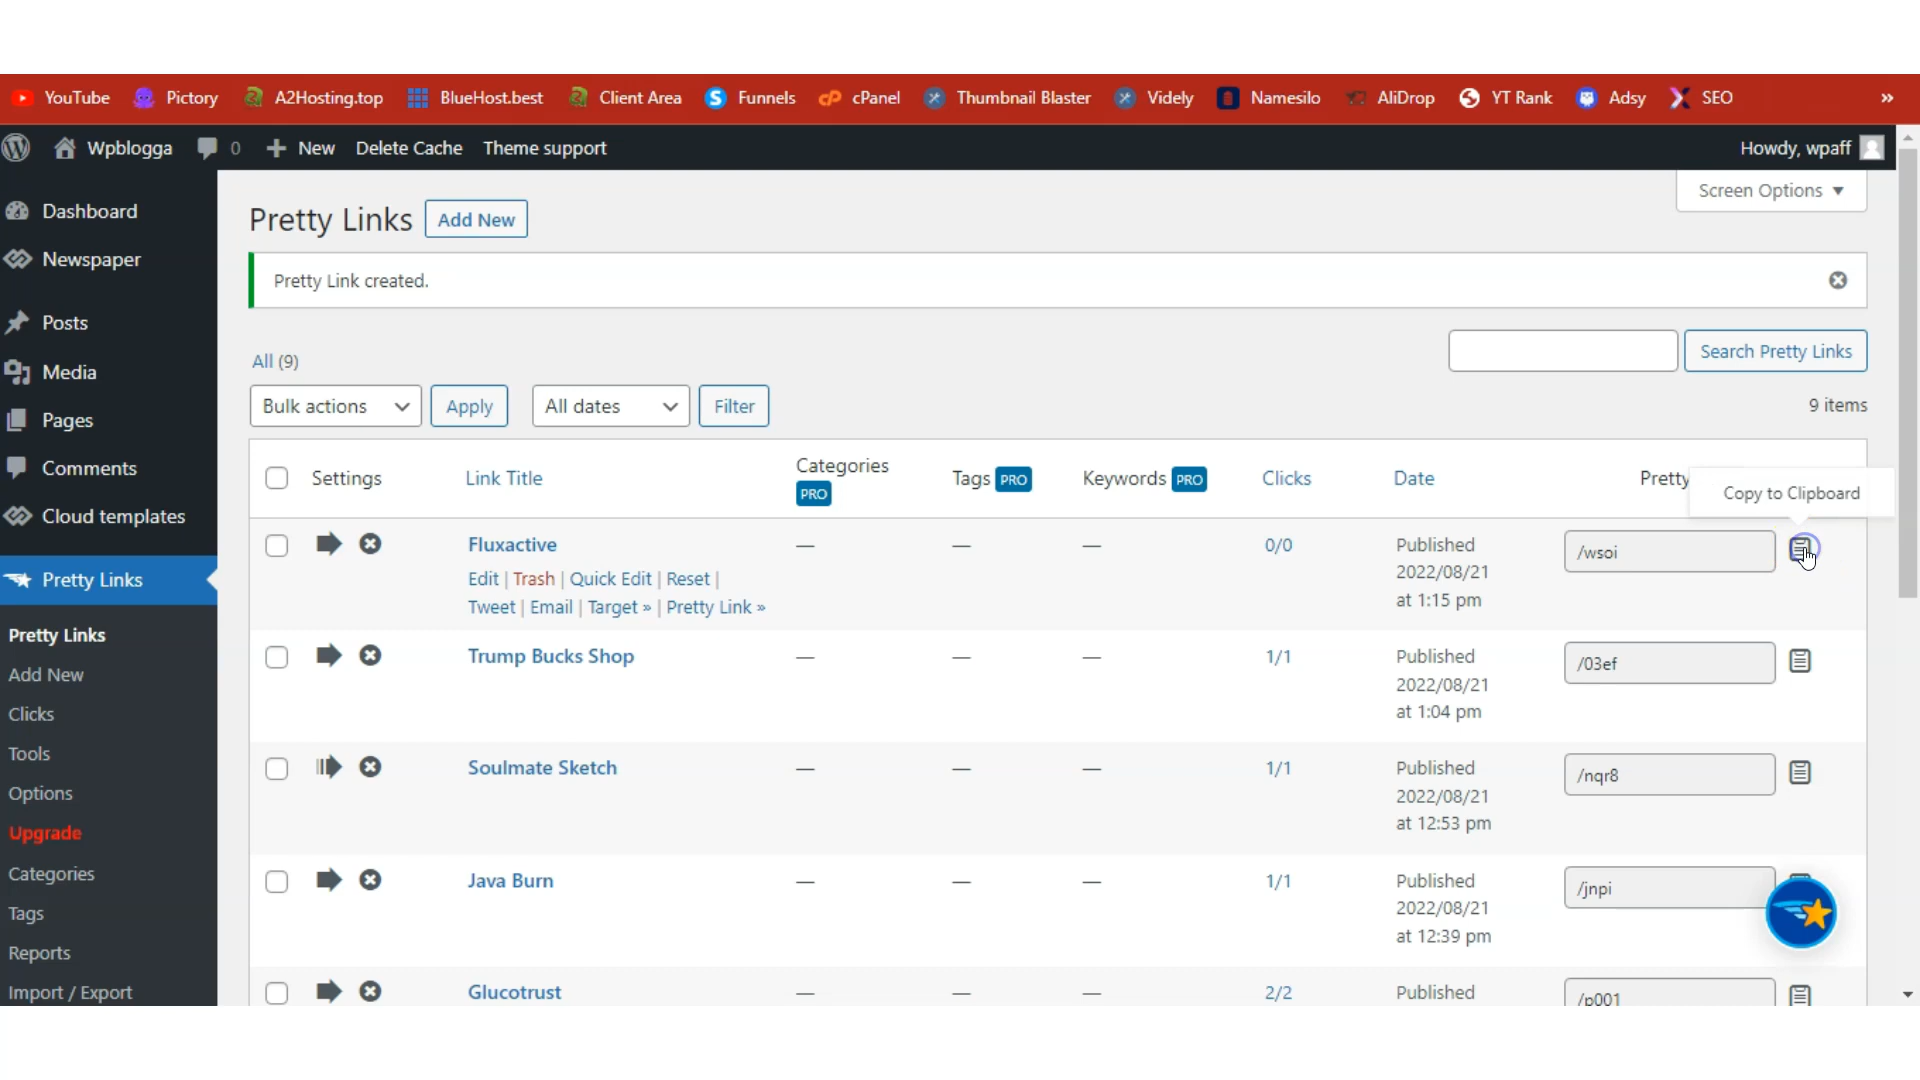 YouTube Pictory A2Hosting.top BlueHost.best Client Area Funnels cPanel Thumbnail Blaster Videly Namesilo AliDrop YT Rank Adsy SEO »
Wpblogga 0 New Delete Cache Theme support Howdy, wpaff
Screen Options
Dashboard
Newspaper
Posts
Media
Pages
Comments
Cloud templates
Pretty Links
Pretty Links
Add New
Clicks
Tools
Options
Upgrade
Categories
Tags
Reports
Import / Export
Pretty Links Add New
Pretty Link created.
Search Pretty Links
All (9)
Bulk actions Apply All dates Filter 9 items
Settings Link Title Categories PRO Tags PRO Keywords PRO Clicks Date Pretty
Copy to Clipboard
Fluxactive — — — 0/0 Published /wsoi
Edit | Trash | Quick Edit | Reset | 2022/08/21
Tweet | Email | Target » | Pretty Link » at 1:15 pm
Trump Bucks Shop — — — 1/1 Published /03ef
2022/08/21
at 1:04 pm
Soulmate Sketch — — — 1/1 Published /nqr8
2022/08/21
at 12:53 pm
Java Burn — — — 1/1 Published /jnpi
2022/08/21
at 12:39 pm
Glucotrust — — — 2/2 Published /p001